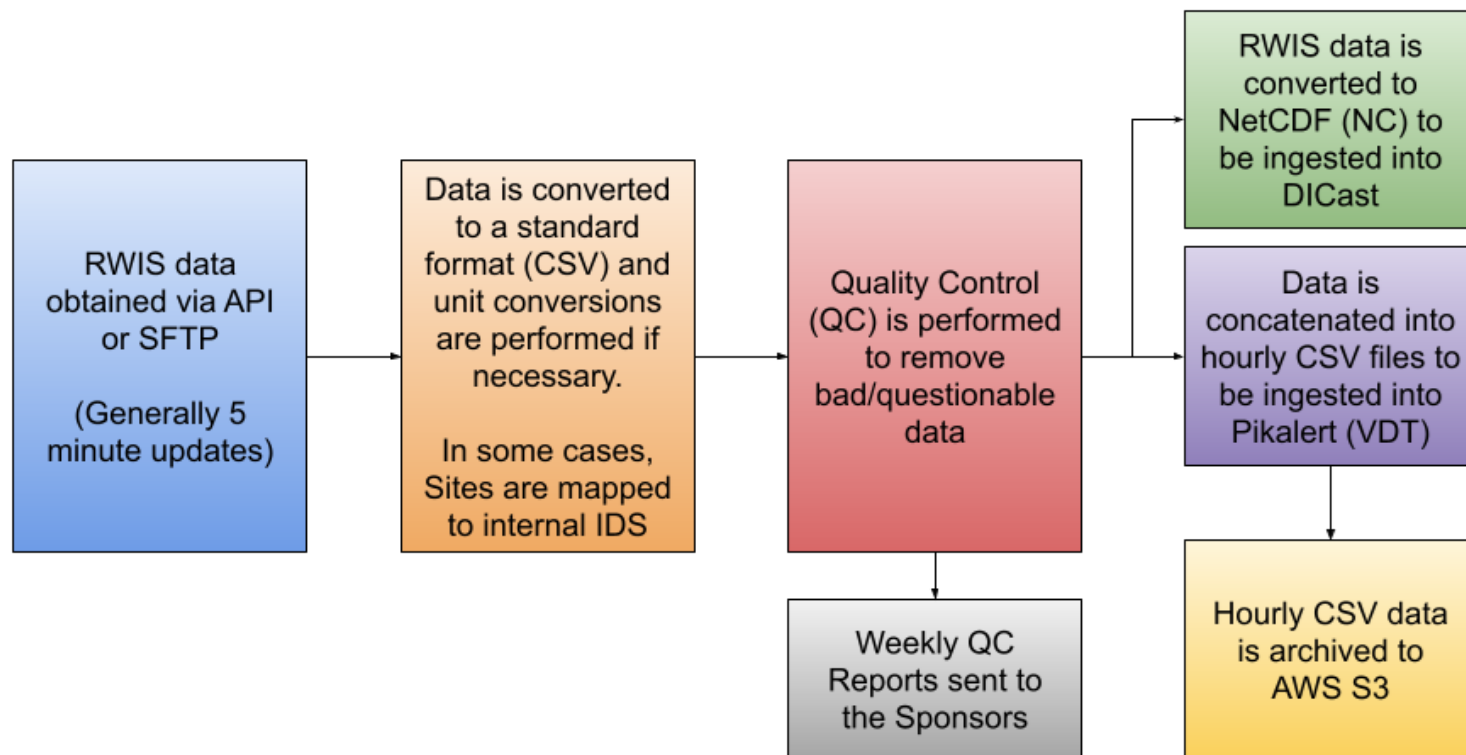 RWIS data
obtained via API
or SFTP
(Generally 5
minute updates)
Data is converted
to a standard
format (CSV) and
unit conversions
are performed if
necessary.
In some cases,
Sites are mapped
to internal IDS
Quality Control
(QC) is performed
to remove
bad/questionable
data
Weekly QC
Reports sent to
the Sponsors
RWIS data is
converted to
NetCDF (NC) to
be ingested into
DICast
Data is
concatenated into
hourly CSV files to
be ingested into
Pikalert (VDT)
Hourly CSV data
is archived to
AWS S3